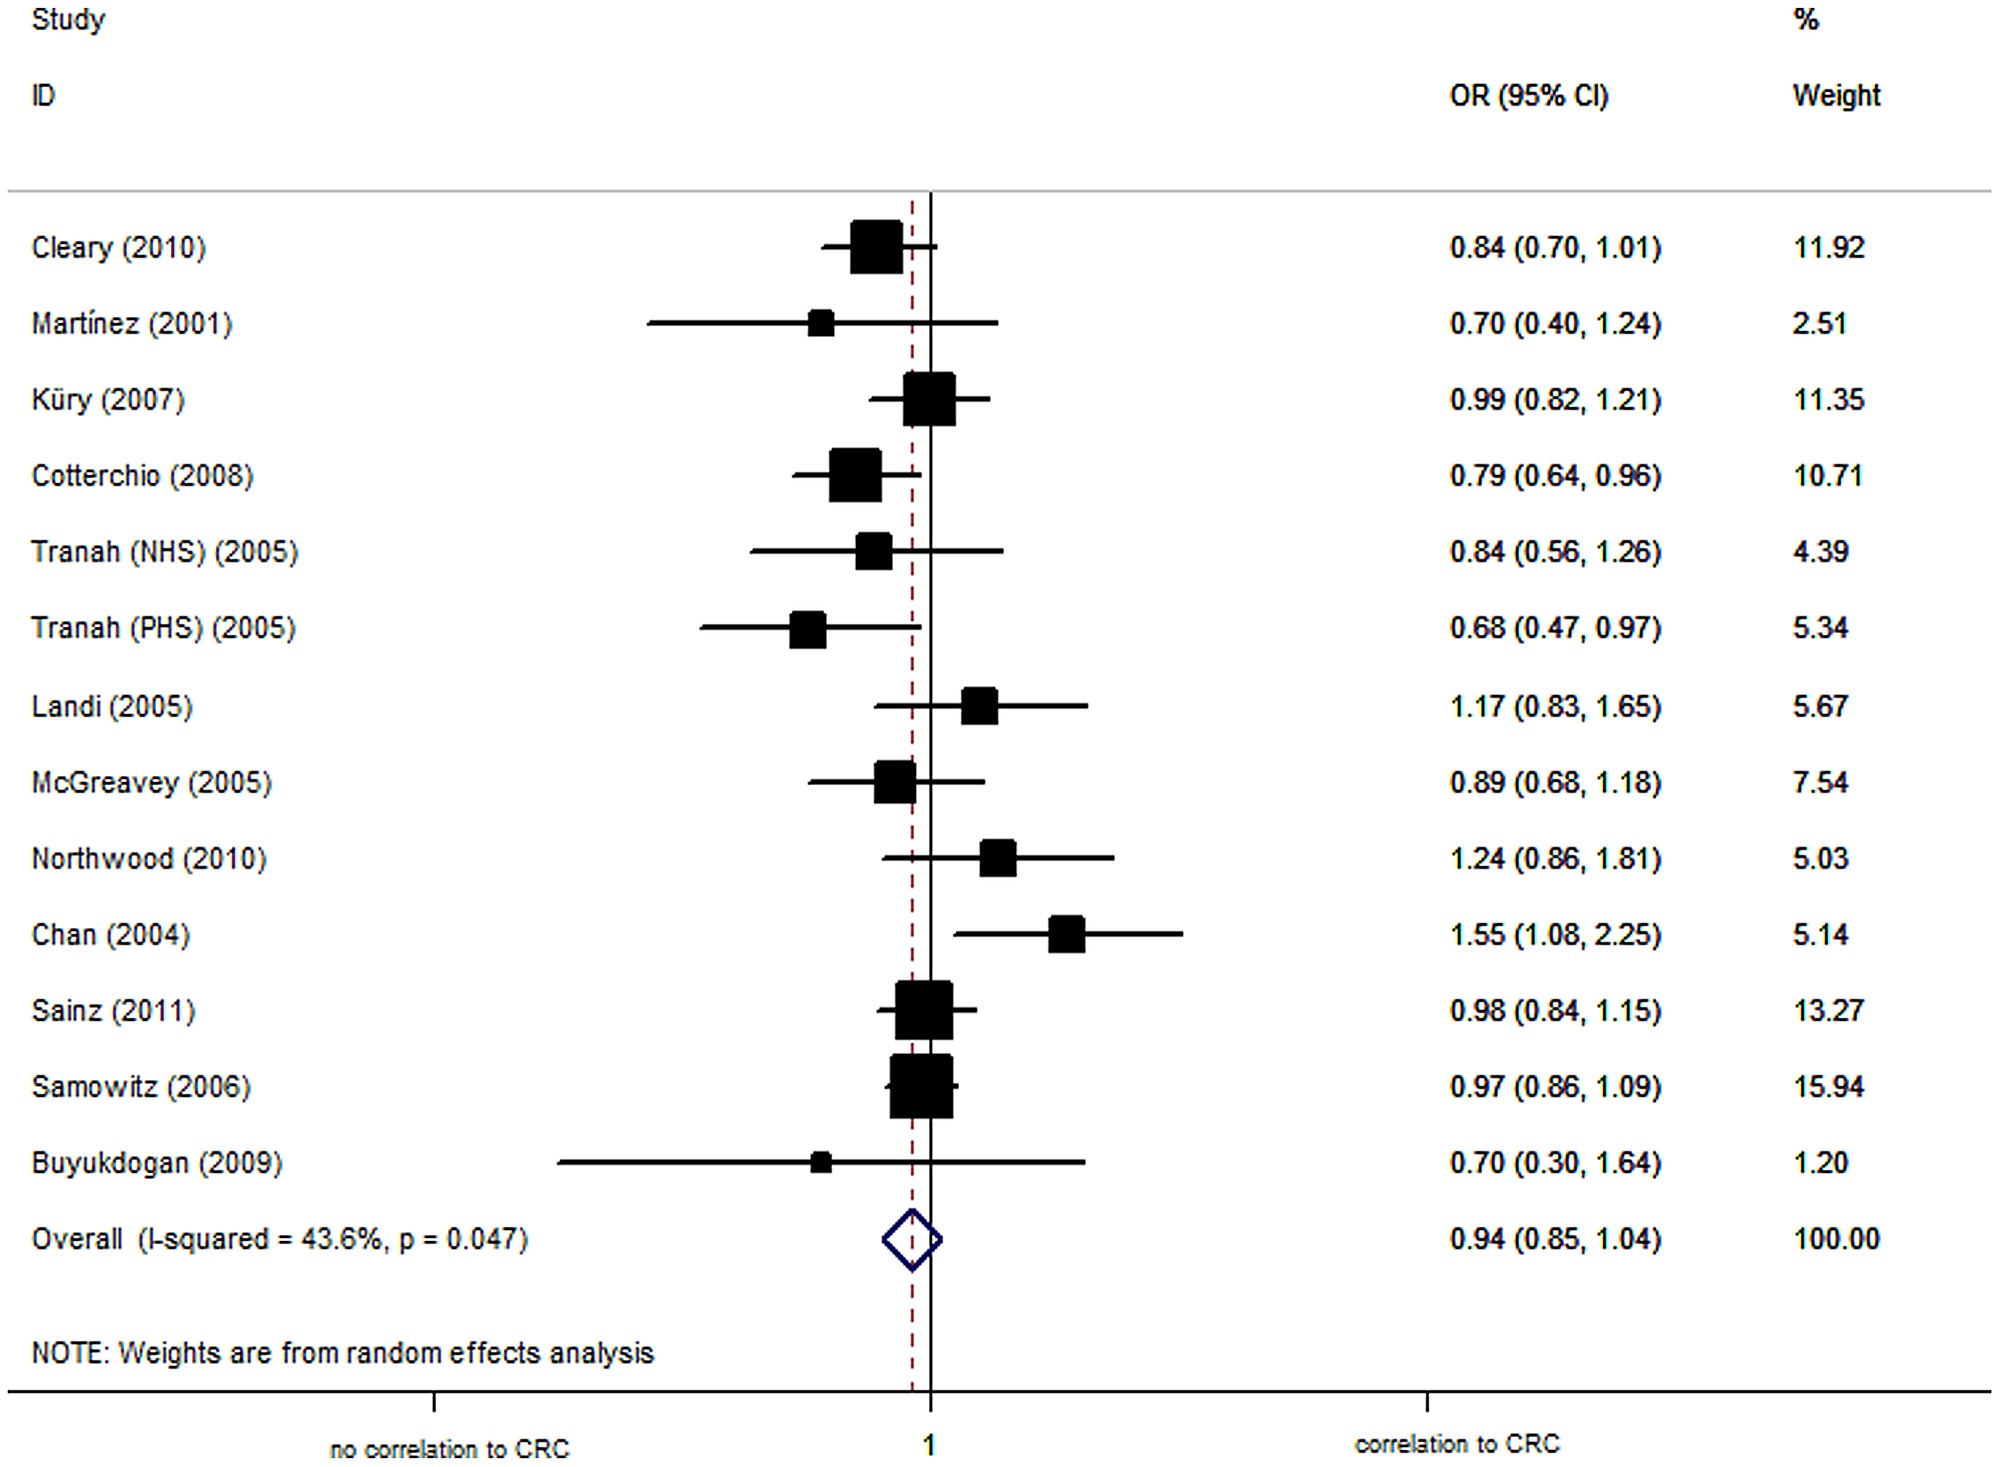 Study %
ID OR (95% CI) Weight
Cleary (2010) 0.84 (0.70, 1.01) 11.92
Martínez (2001) 0.70 (0.40, 1.24) 2.51
Küry (2007) 0.99 (0.82, 1.21) 11.35
Cotterchio (2008) 0.79 (0.64, 0.96) 10.71
Tranah (NHS) (2005) 0.84 (0.56, 1.26) 4.39
Tranah (PHS) (2005) 0.68 (0.47, 0.97) 5.34
Landi (2005) 1.17 (0.83, 1.65) 5.67
McGreavey (2005) 0.89 (0.68, 1.18) 7.54
Northwood (2010) 1.24 (0.86, 1.81) 5.03
Chan (2004) 1.55 (1.08, 2.25) 5.14
Sainz (2011) 0.98 (0.84, 1.15) 13.27
Samowitz (2006) 0.97 (0.86, 1.09) 15.94
Buyukdogan (2009) 0.70 (0.30, 1.64) 1.20
Overall (I-squared = 43.6%, p = 0.047) 0.94 (0.85, 1.04) 100.00
NOTE: Weights are from random effects analysis
no correlation to CRC 1 correlation to CRC